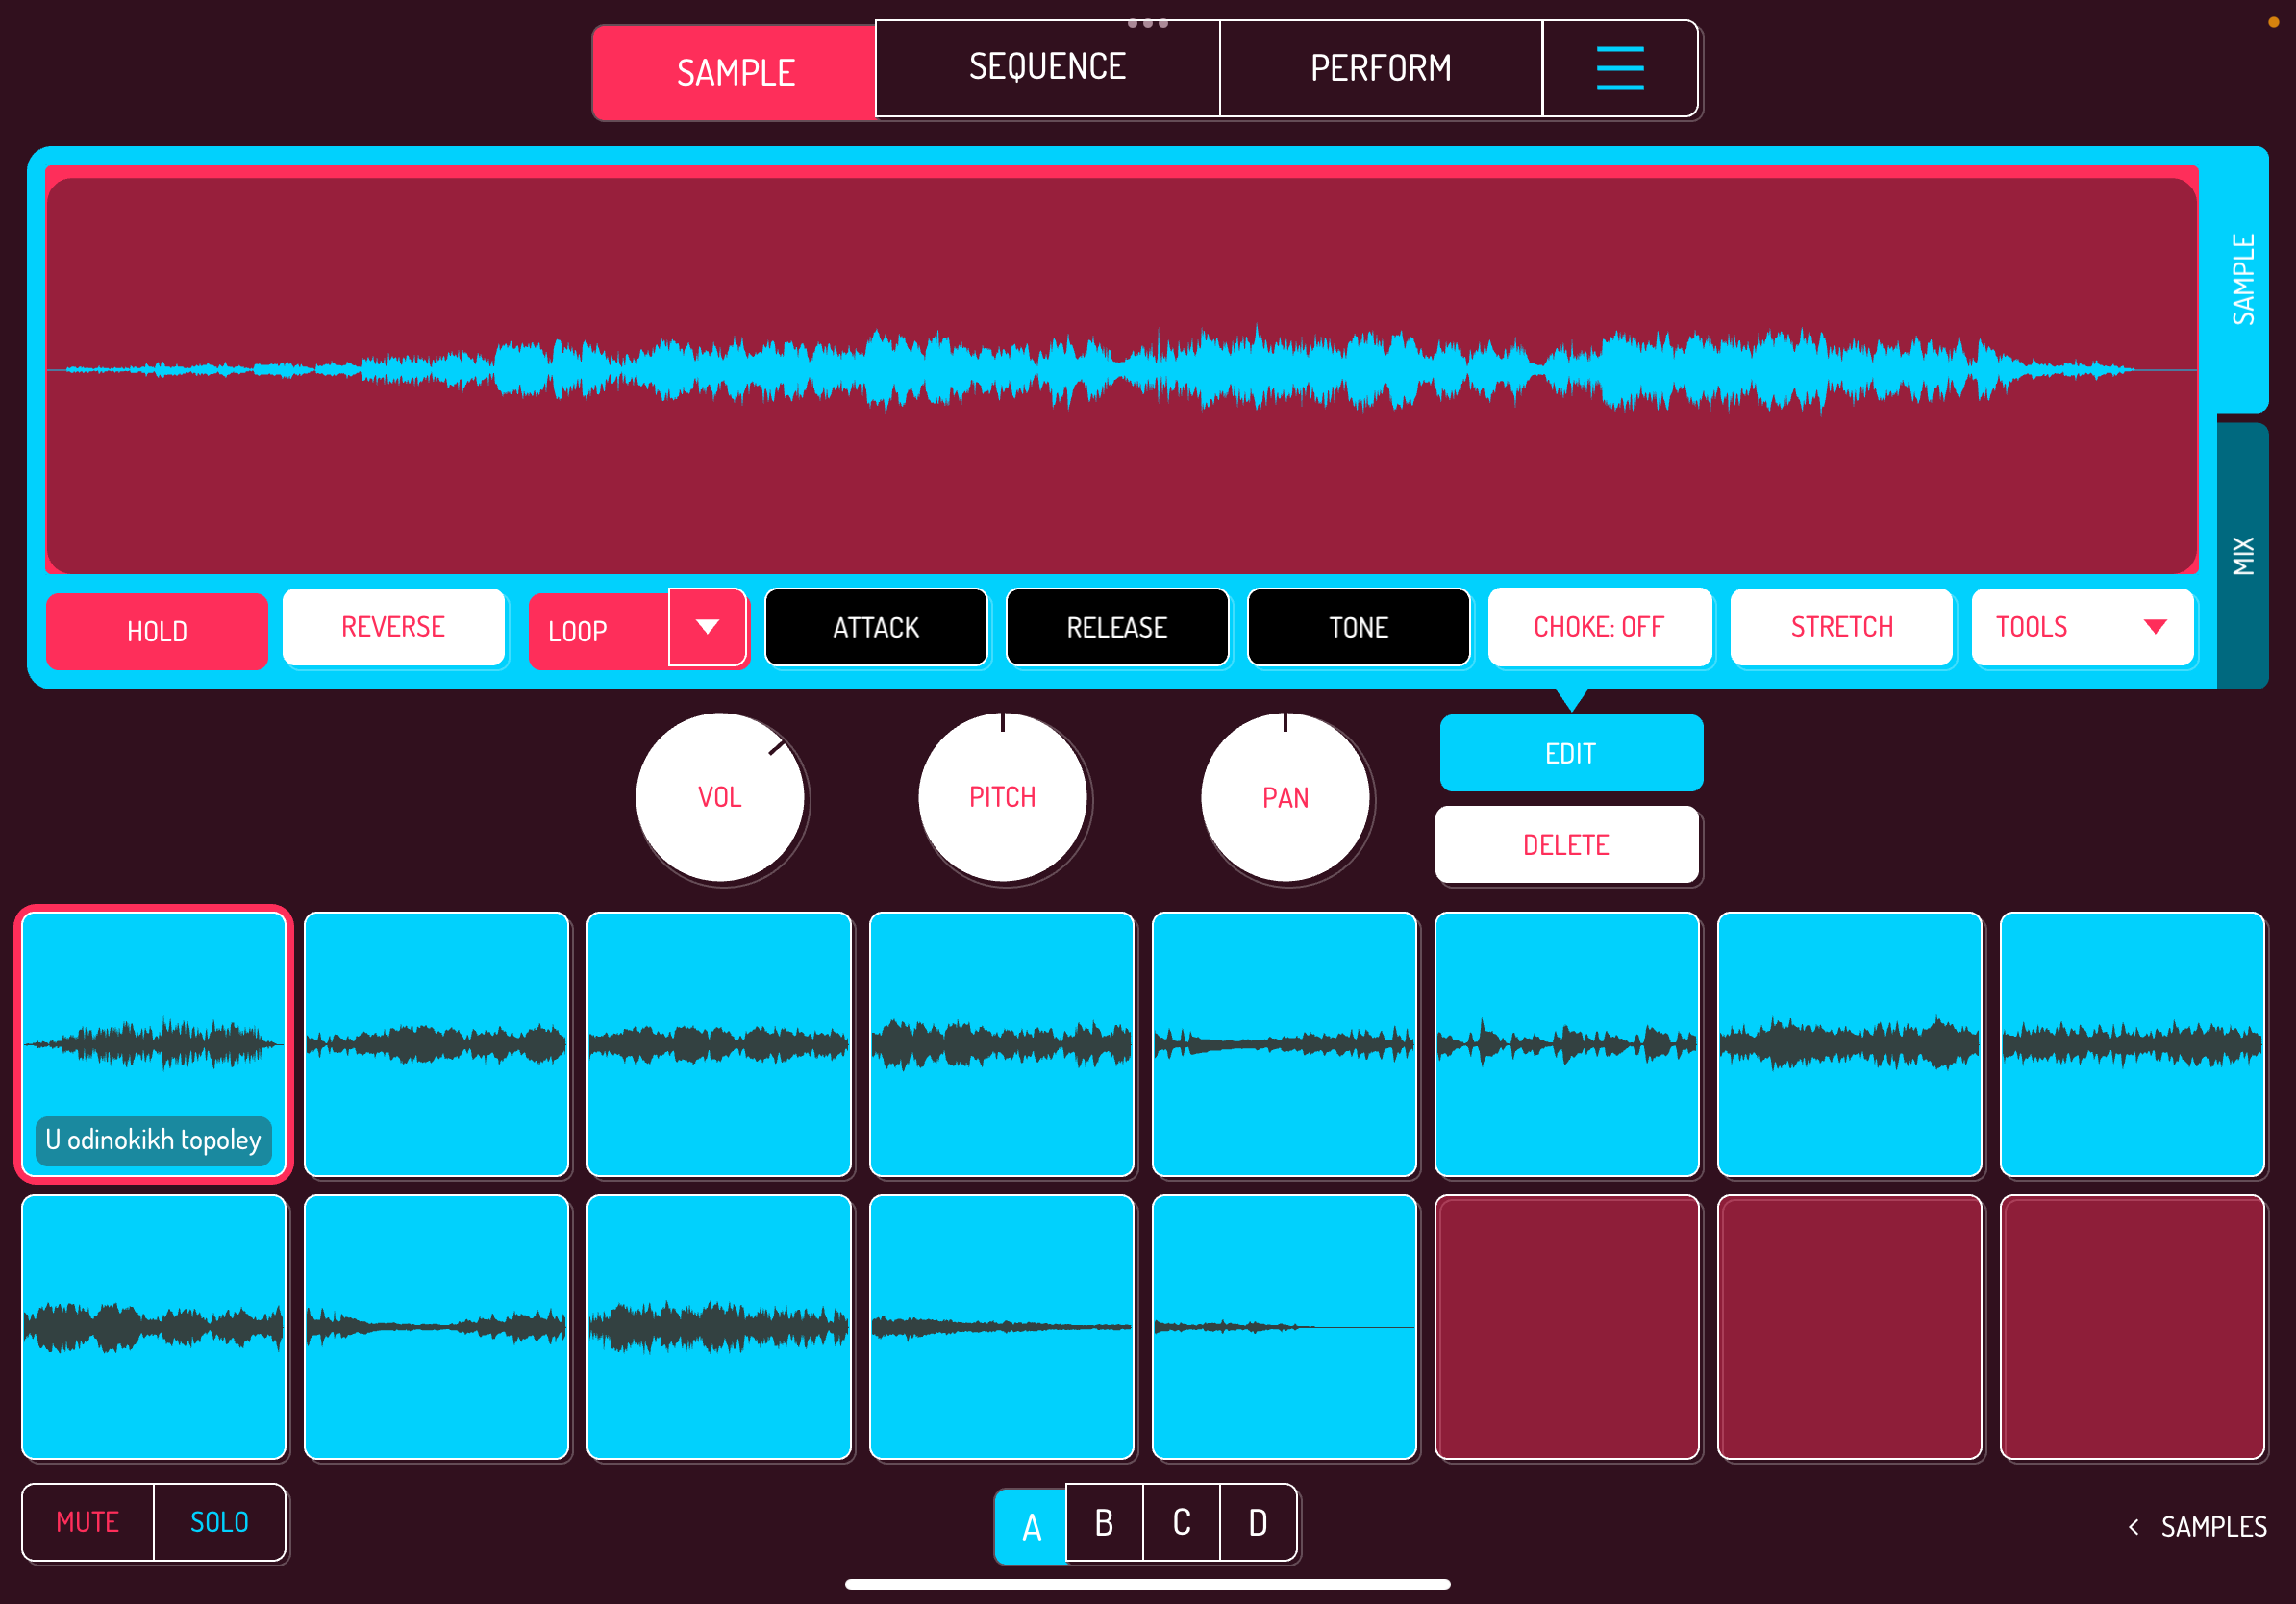 SAMPLE
SEQUENCE
PERFORM
SAMPLE
MIX
HOLD
REVERSE
LOOP
ATTACK
RELEASE
TONE
CHOKE: OFF
STRETCH
TOOLS
VOL
PITCH
PAN
EDIT
DELETE
U odinokikh topoley
MUTE
SOLO
A
B
C
D
< SAMPLES